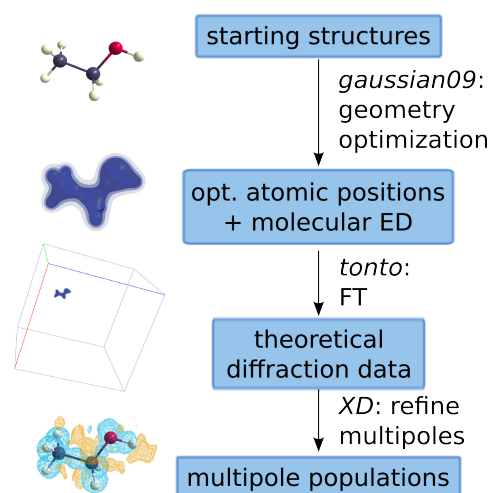 starting structures
gaussian09:
geometry
optimization
opt. atomic positions
+ molecular ED
tonto:
FT
theoretical
diffraction data
XD: refine
multipoles
multipole populations